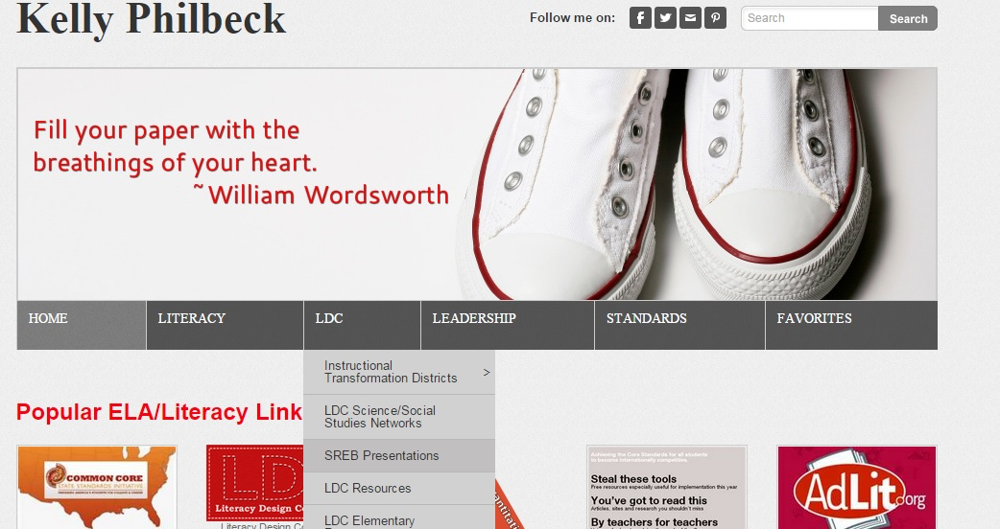 Kelly Philbeck
Follow me on:
Search
Search
Fill your paper with the
breathings of your heart.
~William Wordsworth
HOME
LITERACY
LDC
LEADERSHIP
STANDARDS
FAVORITES
Instructional
Transformation Districts >
LDC Science/Social
Studies Networks
SREB Presentations
LDC Resources
LDC Elementary
Popular ELA/Literacy Link
COMMON CORE
STATE STANDARDS INITIATIVE
LD
Literacy Design Co
Literacy Design Co
Achieving the Core Standards for all students
to become internationally competitive.
Steal these tools
Free resources especially useful for implementation this year
You've got to read this
Articles, sites and research you shouldn't miss
By teachers for teachers
AdLit.org